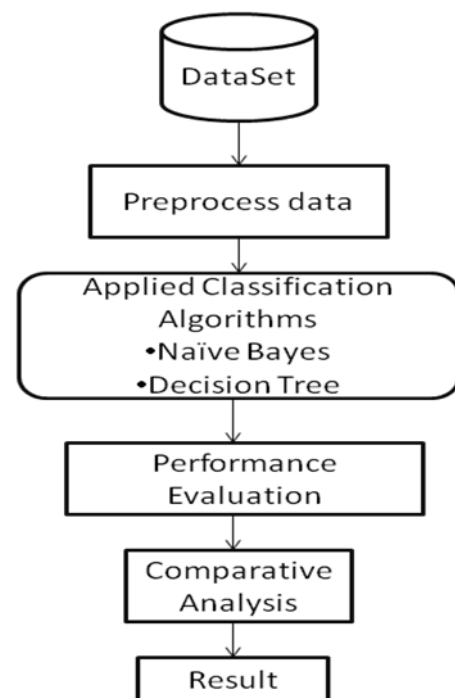 DataSet
Preprocess data
Applied Classification
Algorithms
•Naïve Bayes
•Decision Tree
Performance
Evaluation
Comparative
Analysis
Result